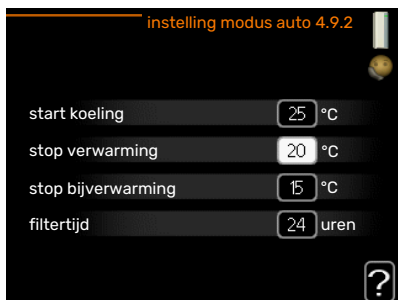 instelling modus auto 4.9.2
start koeling 25 °C
stop verwarming 20 °C
stop bijverwarming 15 °C
filtertijd 24 uren
?